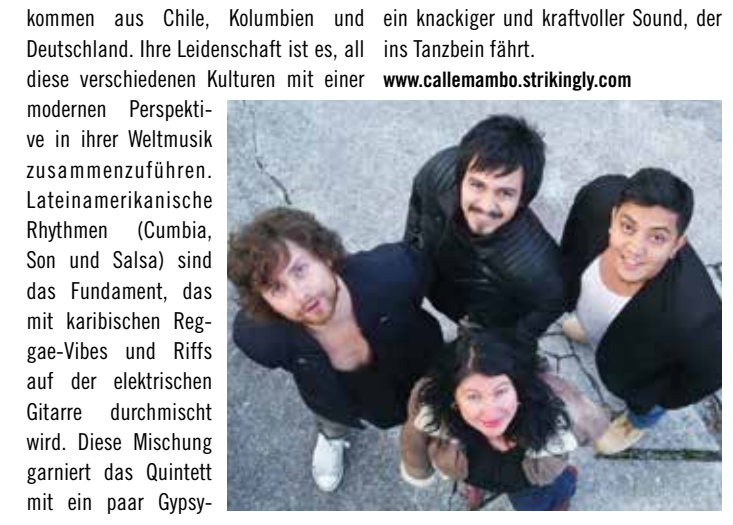 kommen aus Chile, Kolumbien und
Deutschland. Ihre Leidenschaft ist es, all
diese verschiedenen Kulturen mit einer
modernen Perspekti-
ve in ihrer Weltmusik
zusammenzuführen.
Lateinamerikanische
Rhythmen (Cumbia,
Son und Salsa) sind
das Fundament, das
mit karibischen Reg-
gae-Vibes und Riffs
auf der elektrischen
Gitarre durchmischt
wird. Diese Mischung
garniert das Quintett
mit ein paar Gypsy-
ein knackiger und kraftvoller Sound, der
ins Tanzbein fährt.
www.callemambo.strikingly.com